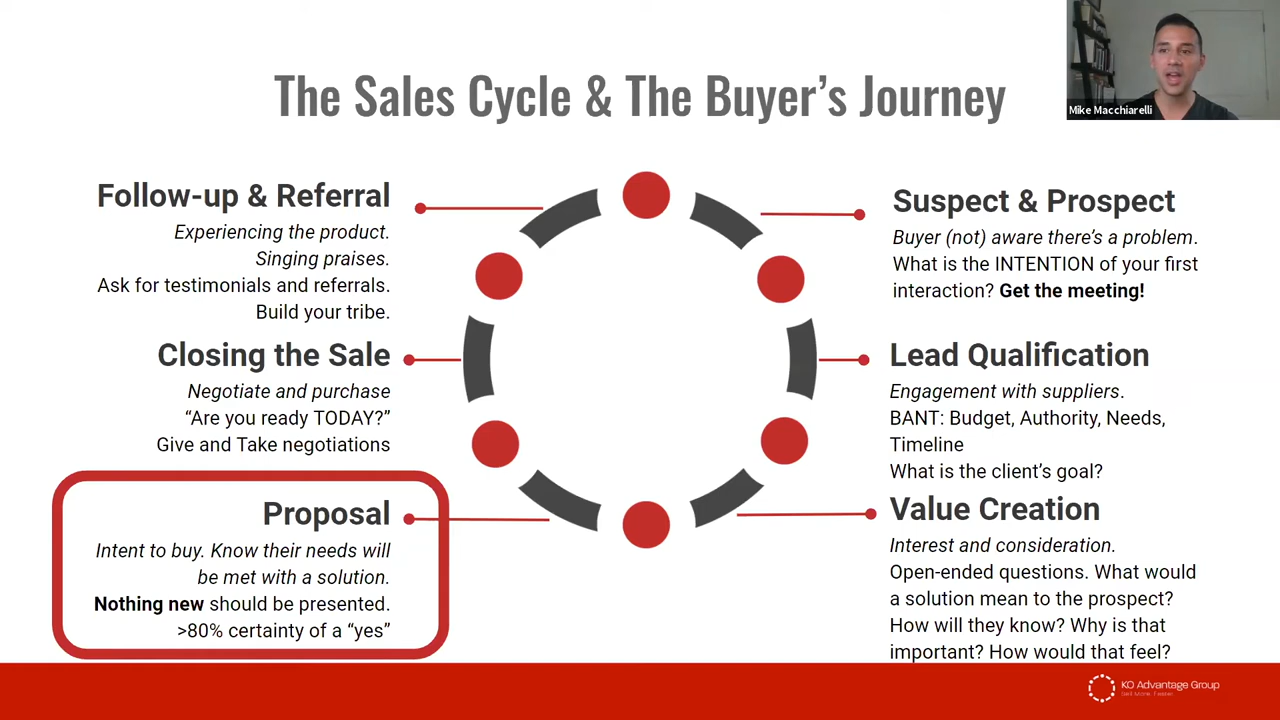 The Sales Cycle & The Buyer's Journey
Mike Macchiarelli
Follow-up & Referral
Experiencing the product.
Singing praises.
Ask for testimonials and referrals.
Build your tribe.
Closing the Sale
Negotiate and purchase
“Are you ready TODAY?”
Give and Take negotiations
Proposal
Intent to buy. Know their needs will
be met with a solution.
Nothing new should be presented.
>80% certainty of a “yes”
Suspect & Prospect
Buyer (not) aware there's a problem.
What is the INTENTION of your first
interaction? Get the meeting!
Lead Qualification
Engagement with suppliers.
BANT: Budget, Authority, Needs,
Timeline
What is the client's goal?
Value Creation
Interest and consideration.
Open-ended questions. What would
a solution mean to the prospect?
How will they know? Why is that
important? How would that feel?
KO Advantage Group
Sell More, Faster.